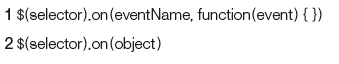 1 $(selector).on(eventName, function(event) { })
2 $(selector).on(object)